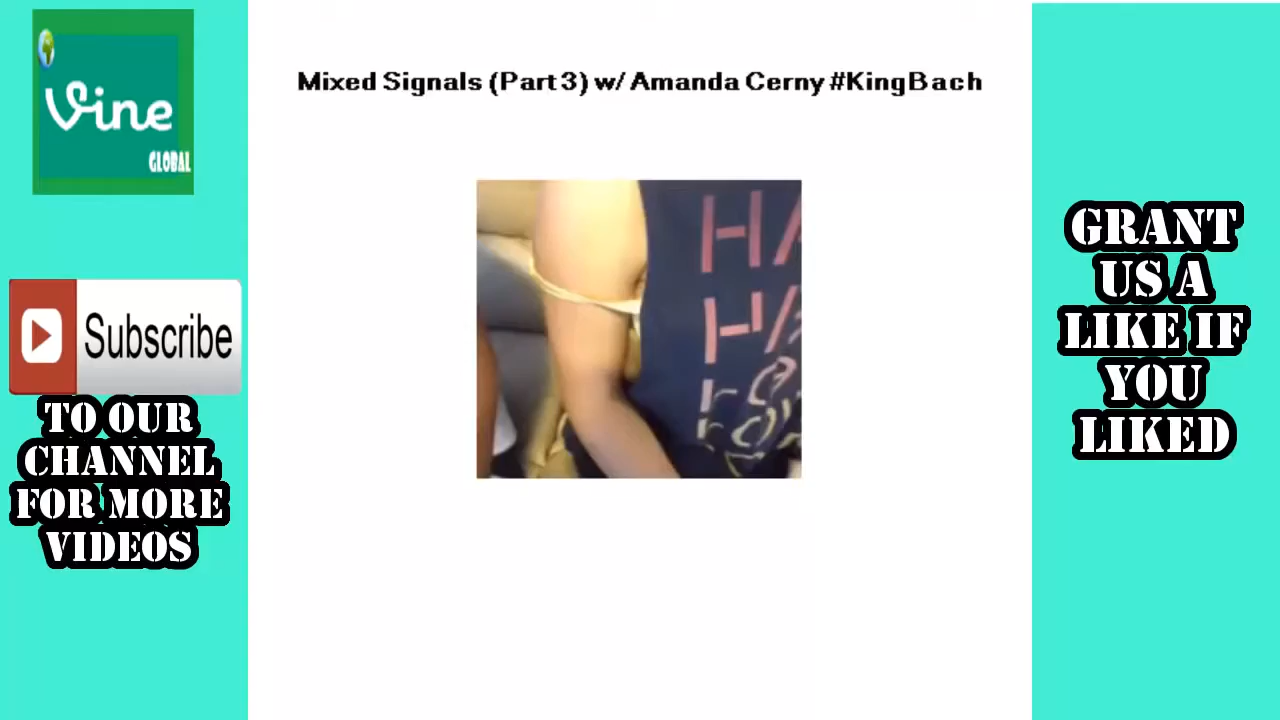 Mixed Signals (Part 3) w/ Amanda Cerny #KingBach
Vine
GLOBAL
Subscribe
TO OUR
CHANNEL
FOR MORE
VIDEOS
GRANT
US A
LIKE IF
YOU
LIKED